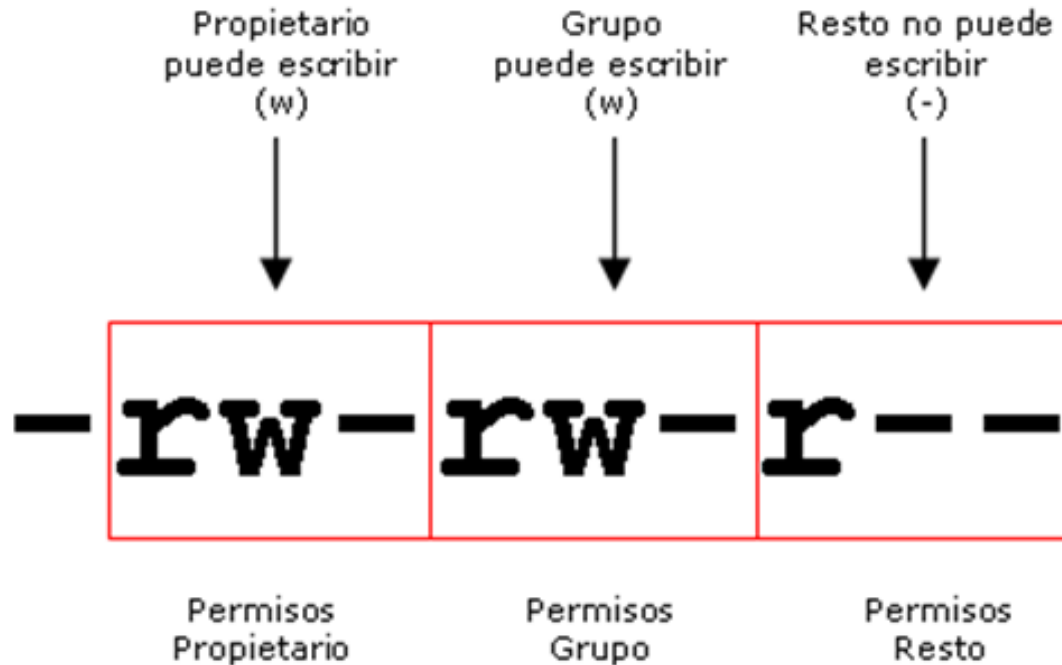 Propietario
puede escribir
(w)
Grupo
puede escribir
(w)
Resto no puede
escribir
(-)
-rw-rw-r--
Permisos
Propietario
Permisos
Grupo
Permisos
Resto